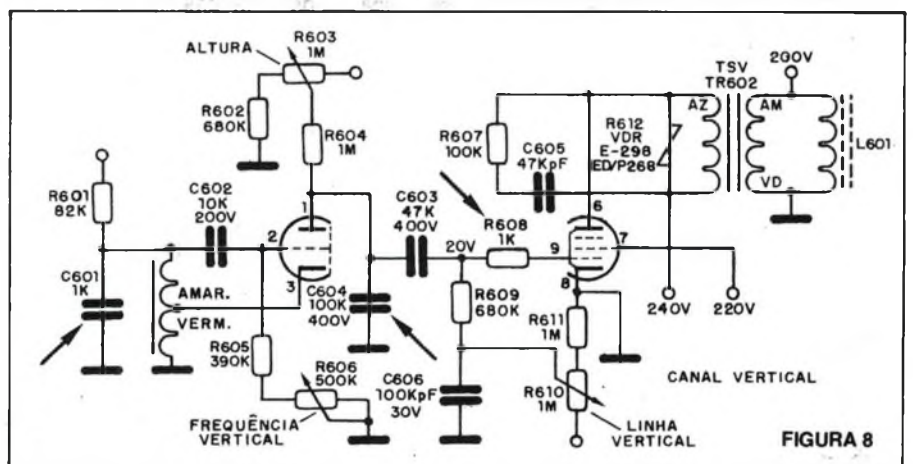 ALTURA
R603
1M
R602
680K
R604
1M
R601
82K
C602
10K
200V
1
2
3
C601
1K
AMAR.
VERM.
R605
390K
R606
500K
FREQUÊNCIA
VERTICAL
C603
47K
400V
C604
100K
400V
20V
R608
1K
R609
680K
C606
100KpF
30V
R607
100K
C605
47KpF
R612
VDR
E-298
ED/P268
6
7
8
9
R611
1M
R610
1M
LINHA
VERTICAL
TSV
TR602
AZ
AM
VD
200V
L601
240V
220V
CANAL VERTICAL
FIGURA 8